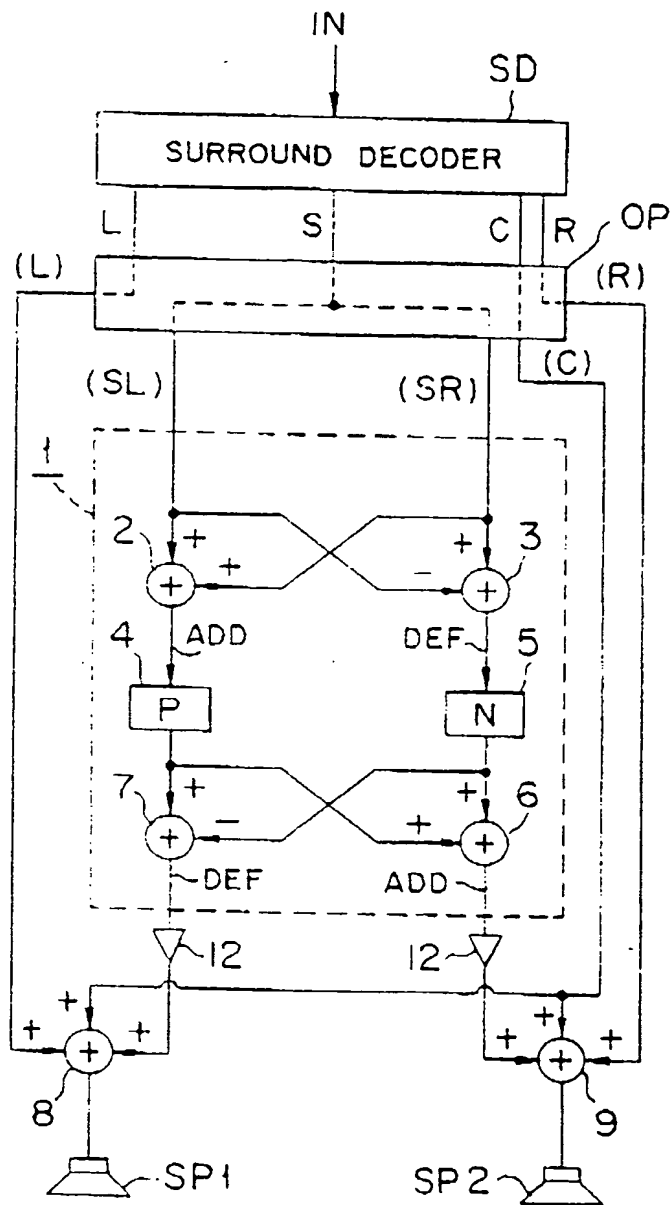 IN
SD
SURROUND DECODER
L S C R OP
(L) (R)
(C)
(SL) (SR)
1
2 + + + - 3
+ +
4 ADD DEF 5
P N
7 + - + + 6
+ +
DEF ADD
12 12
+ +
+ + + +
+ +
8 9
SP1 SP2